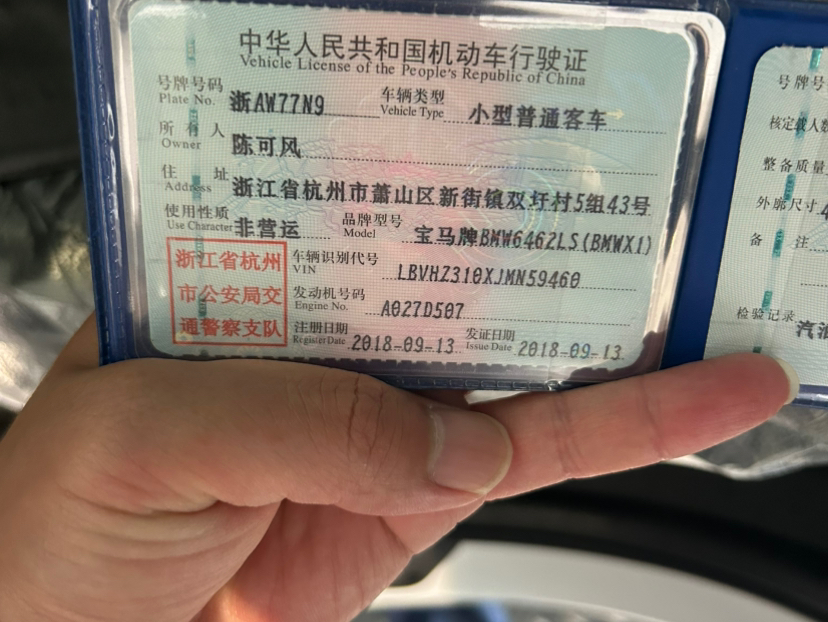 中华人民共和国机动车行驶证
Vehicle License of the People's Republic of China
号牌号码 浙AW77N9 车辆类型 小型普通客车
Plate No. Vehicle Type
所有人 陈可风
Owner
住址 浙江省杭州市萧山区新街镇双圩村5组43号
Address
使用性质 非营运 品牌型号 宝马牌BMW6462LS(BMWX1)
Use Character Model
浙江省杭州
市公安局交
通警察支队
车辆识别代号 LBVHZ310XJMN59460
VIN
发动机号码 A027D507
Engine No.
注册日期 2018-09-13 发证日期 2018-09-13
Register Date Issue Date
号牌号
核定载人数
整备质量
外廓尺寸
备注
检验记录
汽油